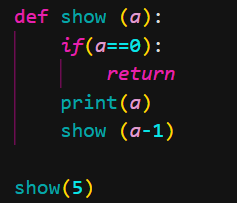 def show (a):
    if(a==0):
        return
    print(a)
    show (a-1)

show(5)